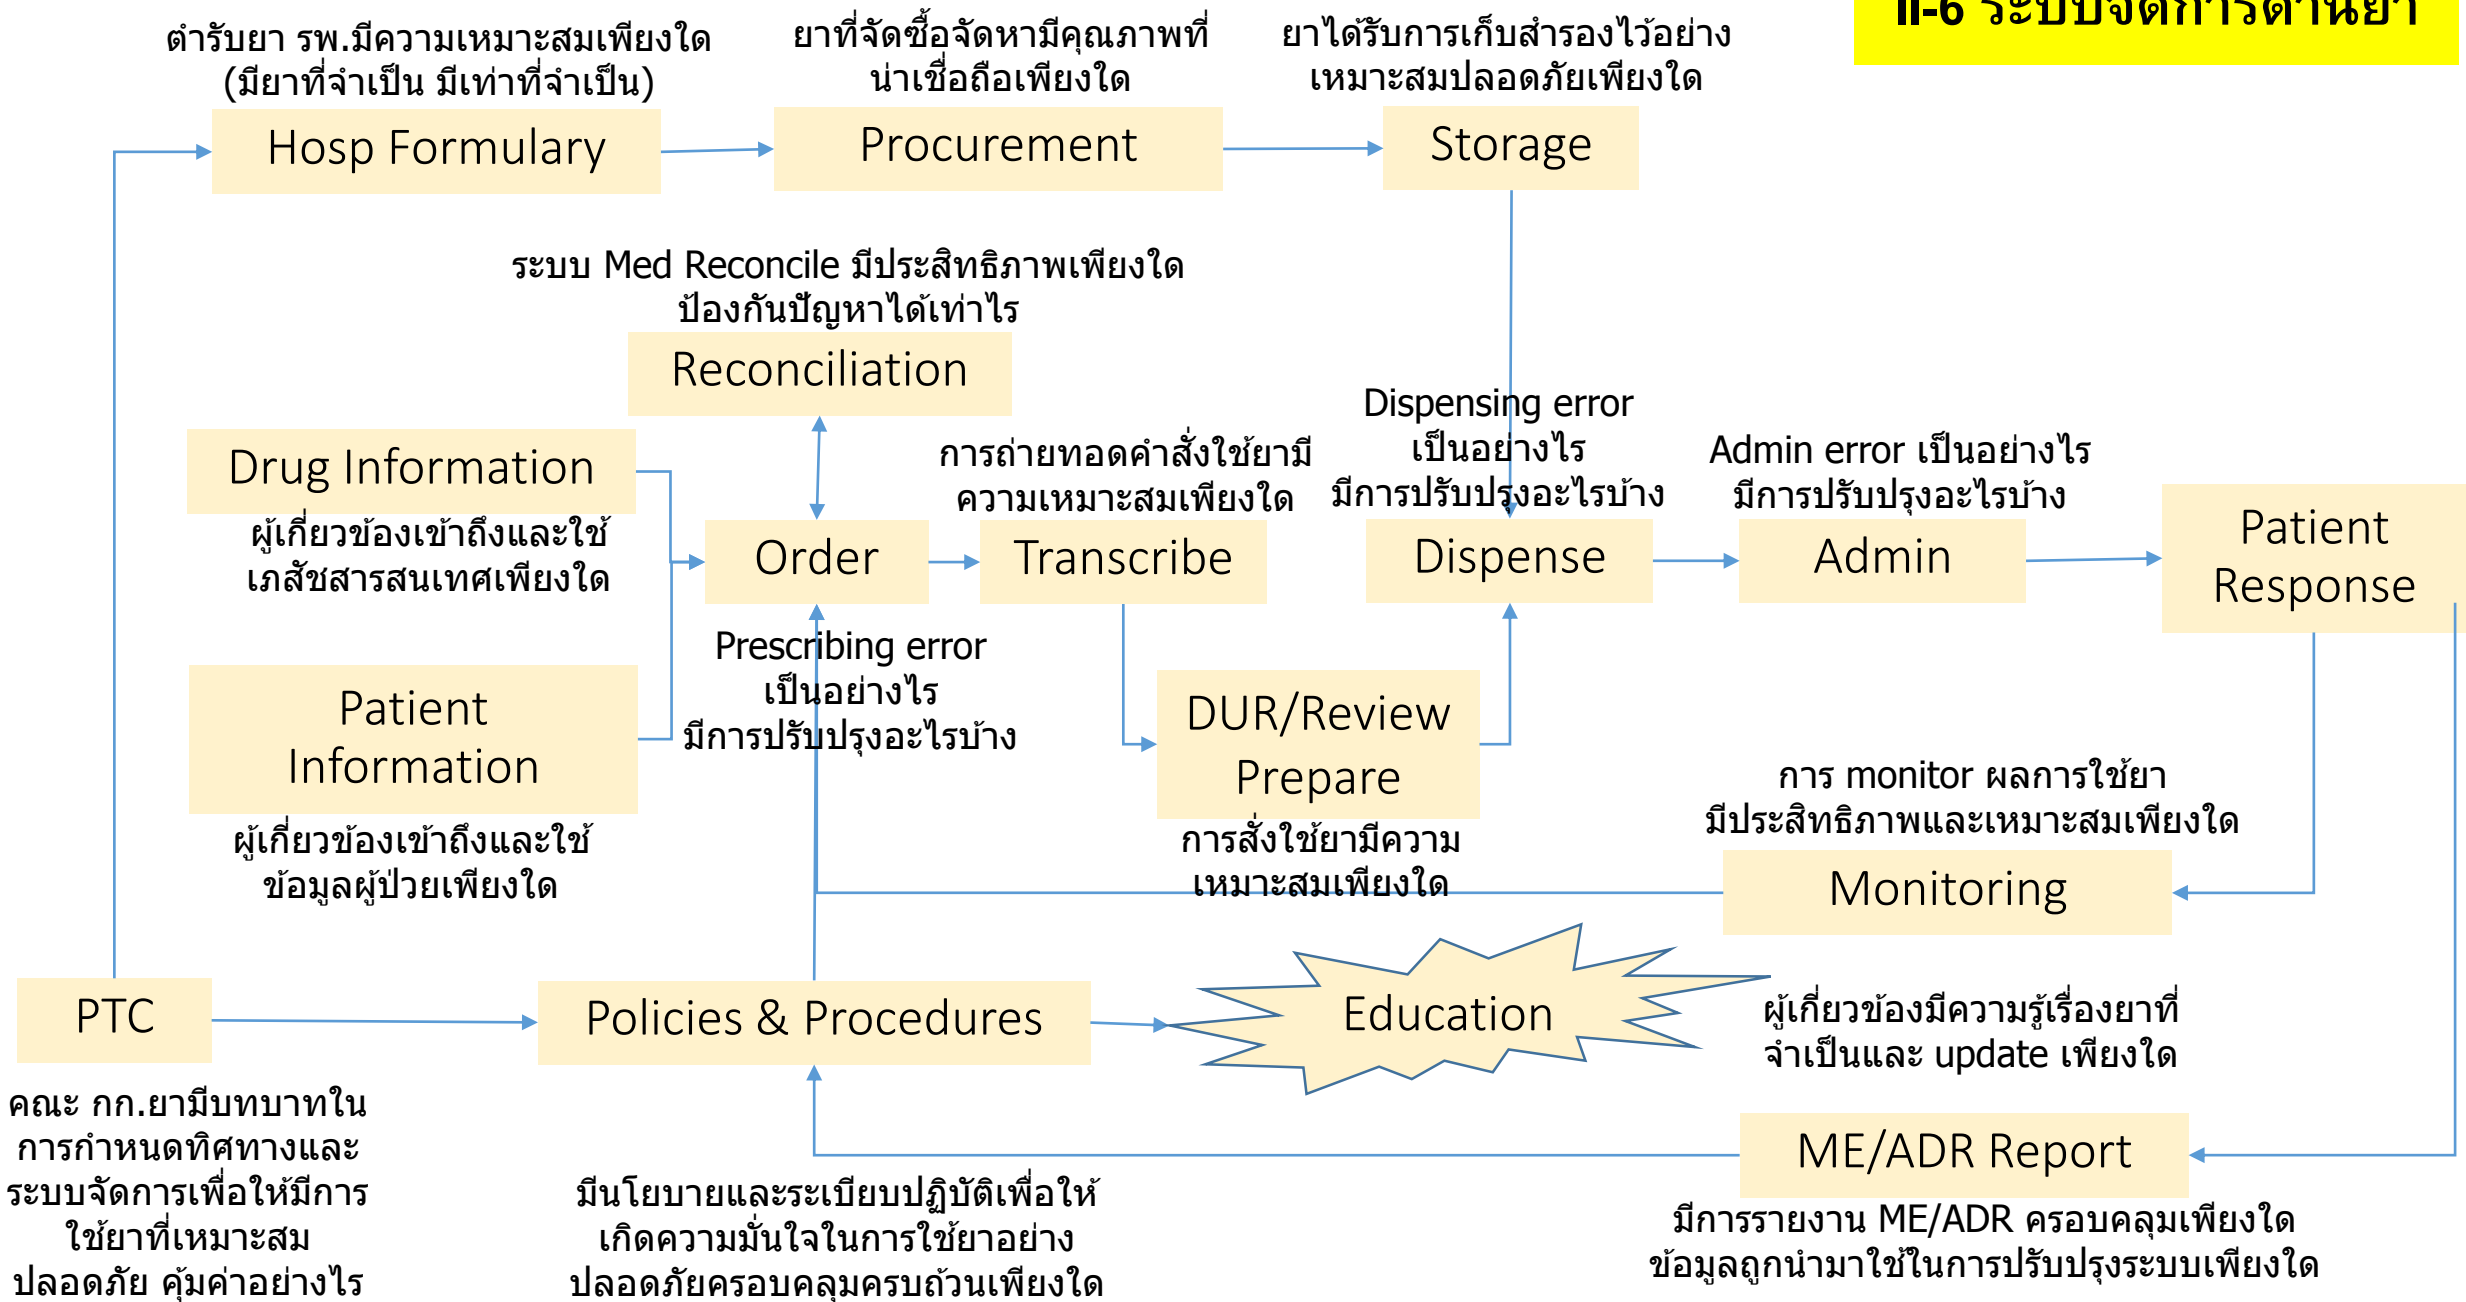 II-6 ระบบจัดการด้านยา
ตำรับยา รพ.มีความเหมาะสมเพียงใด
(มียาที่จำเป็น มีเท่าที่จำเป็น)
Hosp Formulary
ยาที่จัดซื้อจัดหามีคุณภาพที่
น่าเชื่อถือเพียงใด
Procurement
ยาได้รับการเก็บสำรองไว้อย่าง
เหมาะสมปลอดภัยเพียงใด
Storage
ระบบ Med Reconcile มีประสิทธิภาพเพียงใด
ป้องกันปัญหาได้เท่าไร
Reconciliation
Drug Information
ผู้เกี่ยวข้องเข้าถึงและใช้
เภสัชสารสนเทศเพียงใด
Order
Prescribing error
เป็นอย่างไร
มีการปรับปรุงอะไรบ้าง
การถ่ายทอดคำสั่งใช้ยามี
ความเหมาะสมเพียงใด
Transcribe
Dispensing error
เป็นอย่างไร
มีการปรับปรุงอะไรบ้าง
Dispense
Admin error เป็นอย่างไร
มีการปรับปรุงอะไรบ้าง
Admin
Patient
Response
Patient
Information
ผู้เกี่ยวข้องเข้าถึงและใช้
ข้อมูลผู้ป่วยเพียงใด
DUR/Review
Prepare
การสั่งใช้ยามีความ
เหมาะสมเพียงใด
การ monitor ผลการใช้ยา
มีประสิทธิภาพและเหมาะสมเพียงใด
Monitoring
PTC
คณะ กก.ยามีบทบาทใน
การกำหนดทิศทางและ
ระบบจัดการเพื่อให้มีการ
ใช้ยาที่เหมาะสม
ปลอดภัย คุ้มค่าอย่างไร
Policies & Procedures
มีนโยบายและระเบียบปฏิบัติเพื่อให้
เกิดความมั่นใจในการใช้ยาอย่าง
ปลอดภัยครอบคลุมครบถ้วนเพียงใด
Education
ผู้เกี่ยวข้องมีความรู้เรื่องยาที่
จำเป็นและ update เพียงใด
ME/ADR Report
มีการรายงาน ME/ADR ครอบคลุมเพียงใด
ข้อมูลถูกนำมาใช้ในการปรับปรุงระบบเพียงใด